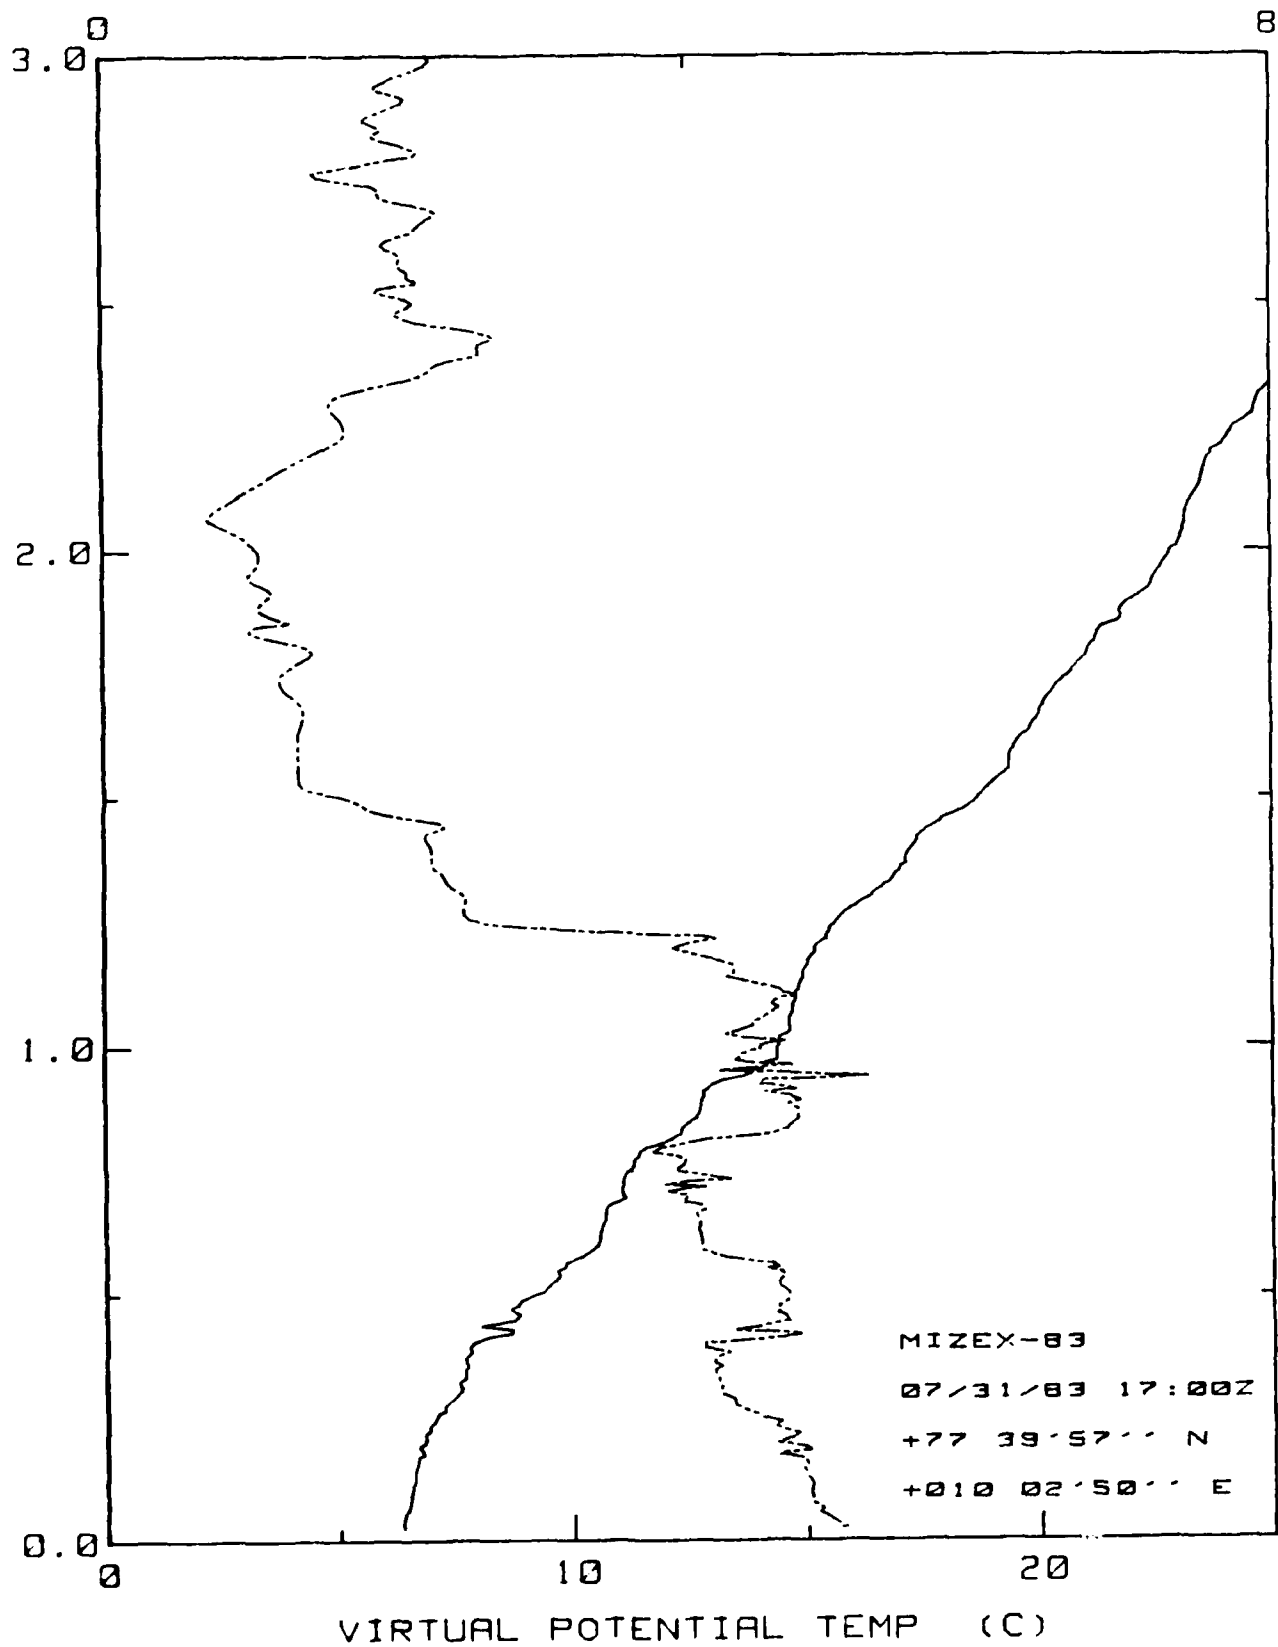 0 8
3.0
2.0
1.0
0.0
MIZEX-83
07/31/83 17:00Z
+77 39'57'' N
+010 02'50'' E
0 10 20
VIRTUAL POTENTIAL TEMP (C)